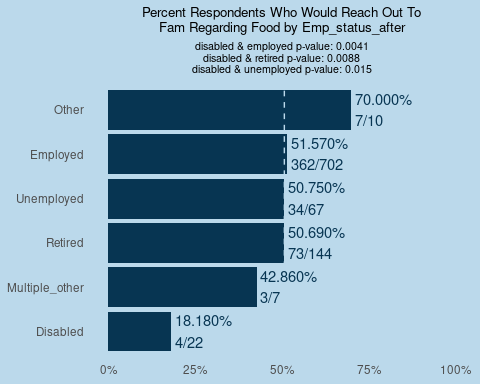 Percent Respondents Who Would Reach Out To
Fam Regarding Food by Emp_status_after
disabled & employed p-value: 0.0041
disabled & retired p-value: 0.0088
disabled & unemployed p-value: 0.015
Other
70.000%
7/10
Employed
51.570%
362/702
Unemployed
50.750%
34/67
Retired
50.690%
73/144
Multiple_other
42.860%
3/7
Disabled
18.180%
4/22
0%
25%
50%
75%
100%